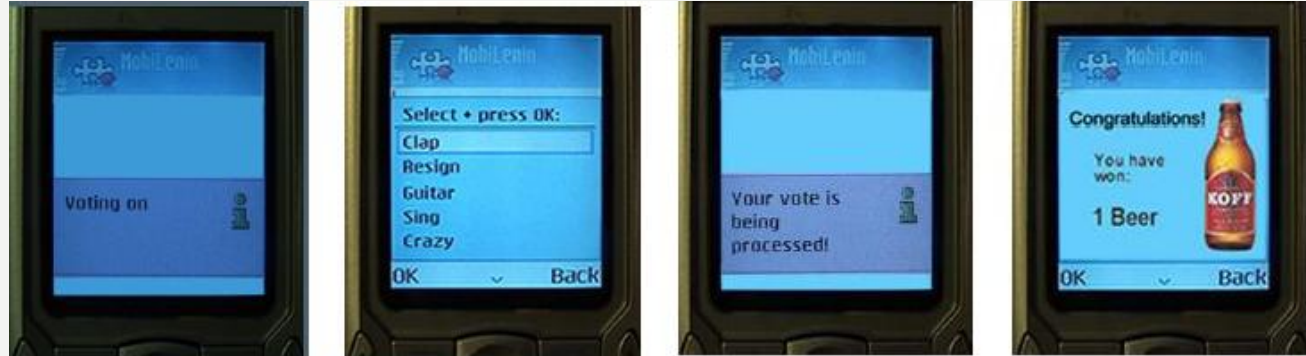 MobiLenin
Voting on
MobiLenin
Select + press OK:
Clap
Resign
Guitar
Sing
Crazy
OK
Back
MobiLenin
Your vote is
being
processed!
MobiLenin
Congratulations!
You have
won:
1 Beer
KOFF
OK
Back